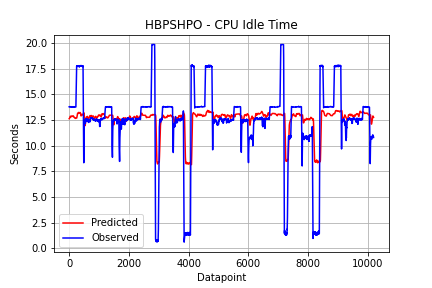 HBPSHPO - CPU Idle Time
20.0
17.5
15.0
12.5
10.0
7.5
5.0
2.5
0.0
Seconds
Predicted
Observed
0 2000 4000 6000 8000 10000
Datapoint